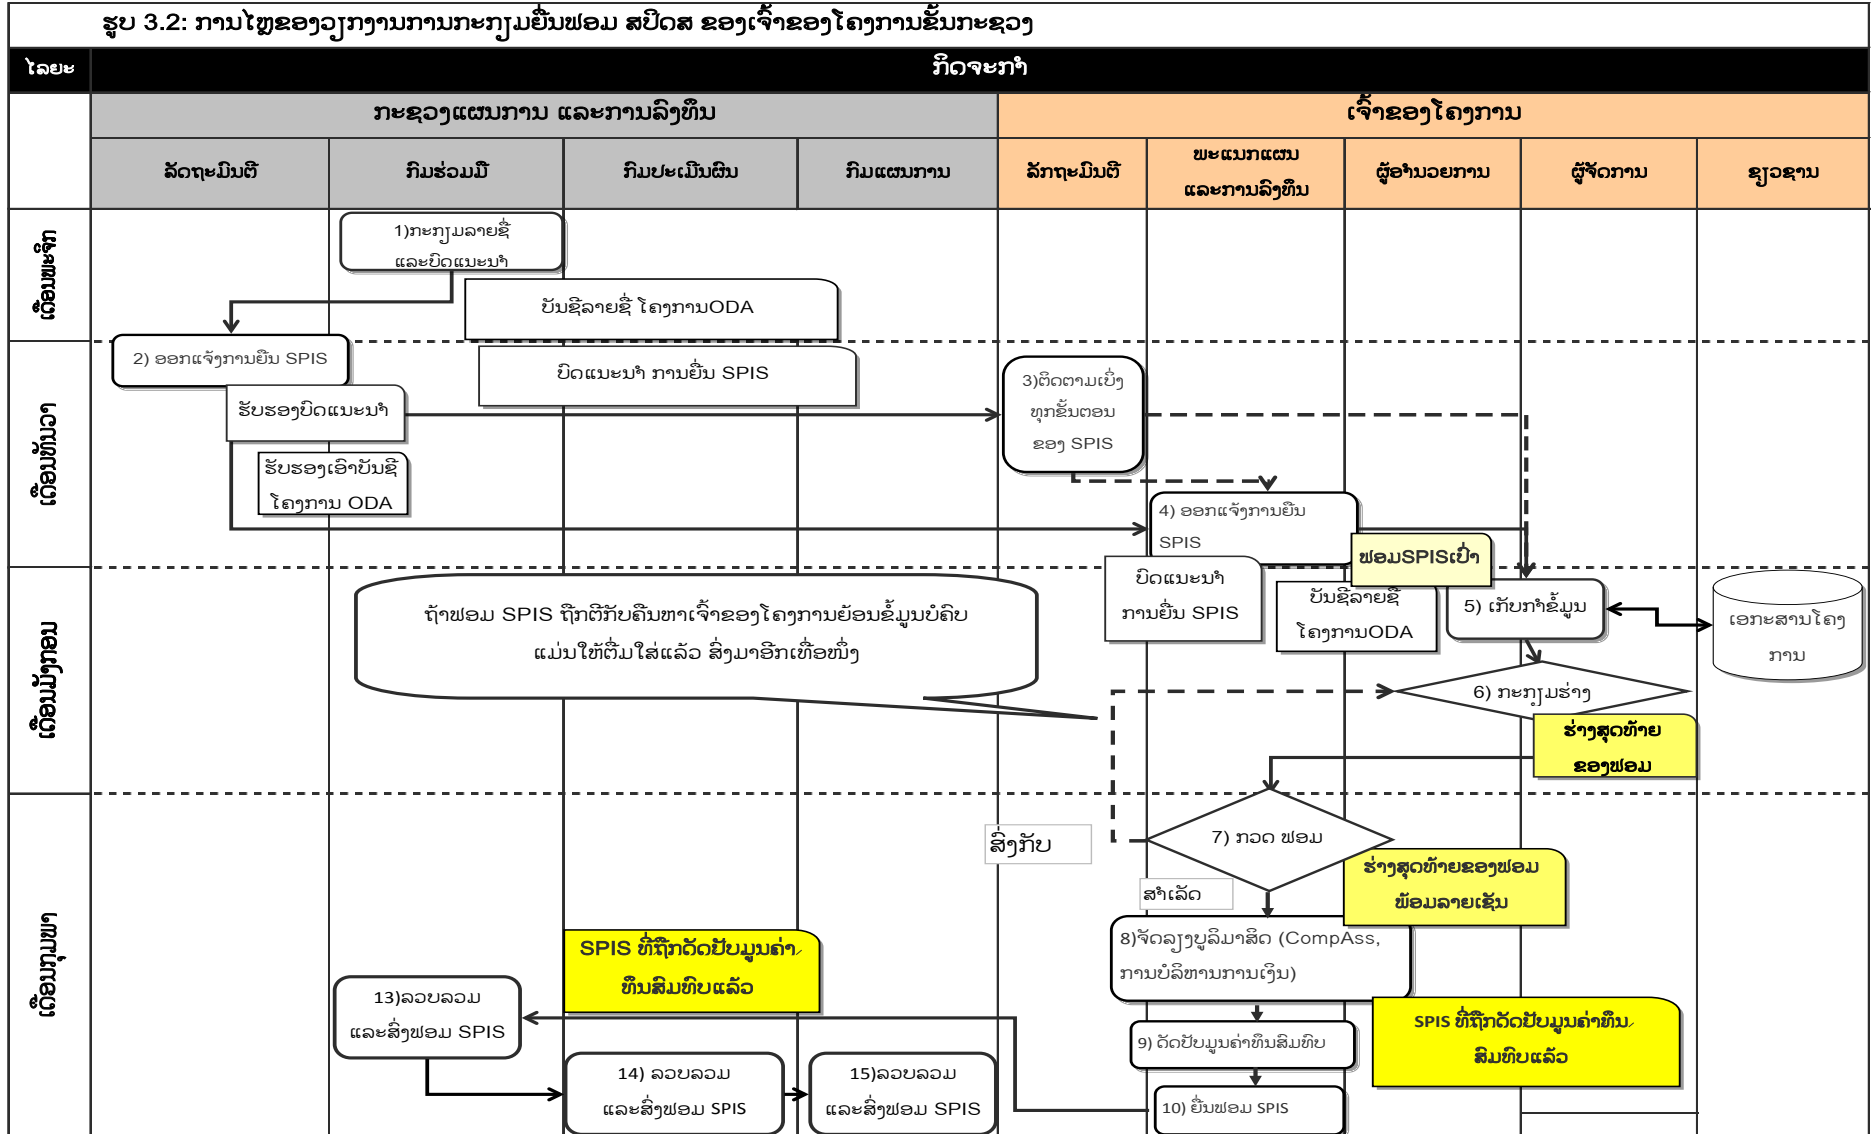 ຮູບ 3.2: ການໄຫຼຂອງວຽກງານການກະກຽມຍື່ນຟອມ ສປິດສ ຂອງເຈົ້າຂອງໂຄງການຂັ້ນກະຊວງ
ໄລຍະ
ກິດຈະກຳ
ກະຊວງແຜນການ ແລະການລົງທຶນ
ເຈົ້າຂອງໂຄງການ
ລັດຖະມົນຕີ
ກົມຮ່ວມມື
ກົມປະເມີນຜົນ
ກົມແຜນການ
ລັກຖະມົນຕີ
ພະແນກແຜນ
ແລະການລົງທຶນ
ຜູ້ອຳນວຍການ
ຜູ້ຈັດການ
ຊຽວຊານ
ເດືອນພະຈິກ
1)ກະກຽມລາຍຊື່
ແລະບົດແນະນຳ
ບັນຊີລາຍຊື່ ໂຄງການODA
ເດືອນທັນວາ
2) ອອກແຈ້ງການຍື່ນ SPIS
ບົດແນະນຳ ການຍື່ນ SPIS
ຮັບຮອງບົດແນະນຳ
ຮັບຮອງເອົາບັນຊີ
ໂຄງການ ODA
3)ຕິດຕາມເບິ່ງ
ທຸກຂັ້ນຕອນ
ຂອງ SPIS
4) ອອກແຈ້ງການຍື່ນ
SPIS
ຟອມSPISເປົ່າ
ເດືອນມັງກອນ
ຖ້າຟອມ SPIS ຖືກຕີກັບຄືນຫາເຈົ້າຂອງໂຄງການຍ້ອນຂໍ້ມູນບໍ່ຄົບ
ແມ່ນໃຫ້ຕື່ມໃສ່ແລ້ວ ສົ່ງມາອີກເທື່ອໜຶ່ງ
ບົດແນະນຳ
ການຍື່ນ SPIS
ບັນຊີລາຍຊື່
ໂຄງການODA
5) ເກັບກຳຂໍ້ມູນ
ເອກະສານໂຄງ
ການ
6) ກະກຽມຮ່າງ
ຮ່າງສຸດທ້າຍ
ຂອງຟອມ
ເດືອນກຸມພາ
ສົ່ງກັບ
7) ກວດ ຟອມ
ສຳເລັດ
ຮ່າງສຸດທ້າຍຂອງຟອມ
ພ້ອມລາຍເຊັນ
8)ຈັດລຽງບູລິມາສິດ (CompAss,
ການບໍລິຫານການເງິນ)
SPIS ທີ່ຖືກດັດປັບມູນຄ່າ
ທຶນສົມທົບແລ້ວ
13)ລວບລວມ
ແລະສົ່ງຟອມ SPIS
SPIS ທີ່ຖືກດັດປັບມູນຄ່າທຶນ
ສົມທົບແລ້ວ
9) ດັດປັບມູນຄ່າທຶນສົມທົບ
14) ລວບລວມ
ແລະສົ່ງຟອມ SPIS
15)ລວບລວມ
ແລະສົ່ງຟອມ SPIS
10) ຍື່ນຟອມ SPIS